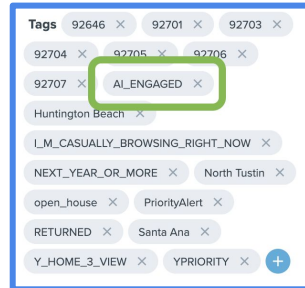 Tags 92646 × 92701 × 92703 ×
92704 × 92705 × 92706 ×
92707 × AI_ENGAGED ×
Huntington Beach ×
I_M_CASUALLY_BROWSING_RIGHT_NOW ×
NEXT_YEAR_OR_MORE × North Tustin ×
open_house × PriorityAlert ×
RETURNED × Santa Ana ×
Y_HOME_3_VIEW × YPRIORITY × +